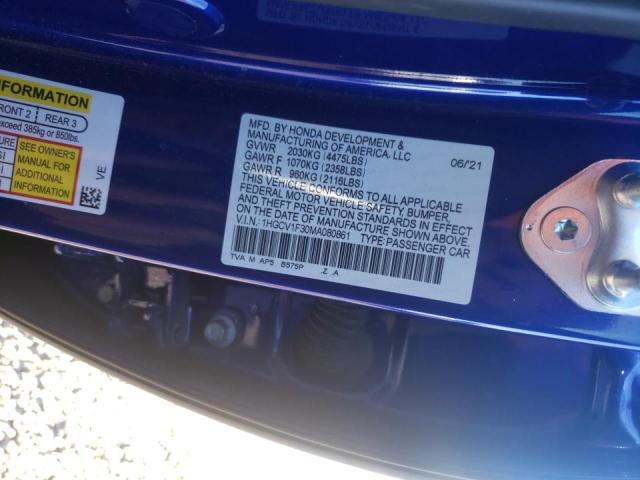 INFORMATION
FRONT 2 REAR 3
exceed 385kg or 850lbs.
SEE OWNER'S
MANUAL FOR
ADDITIONAL
INFORMATION
VE
MFD. BY HONDA DEVELOPMENT &
MANUFACTURING OF AMERICA, LLC
GVWR 2030KG (4475LBS) 06/21
GAWR F 1070KG (2358LBS)
GAWR R 960KG (2116LBS)
THIS VEHICLE CONFORMS TO ALL APPLICABLE
FEDERAL MOTOR VEHICLE SAFETY, BUMPER,
AND THEFT PREVENTION STANDARDS IN EFFECT
ON THE DATE OF MANUFACTURE SHOWN ABOVE.
1HGCV1F30MA080861 TYPE:PASSENGER CAR
TVA M AP5 B575P Z A